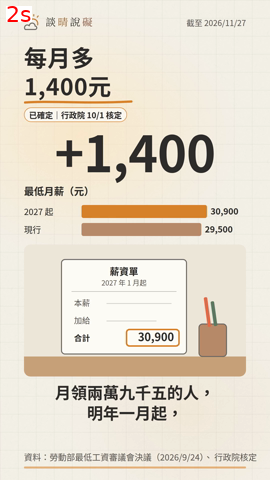 2s
談晴說礙
截至 2026/11/27
每月多
1,400元
已確定｜行政院 10/1 核定
+1,400
最低月薪（元）
2027 起
30,900
現行
29,500
薪資單
2027 年 1 月起
本薪
加給
合計
30,900
月領兩萬九千五的人，
明年一月起，
資料：勞動部最低工資審議會決議（2026/9/24）、行政院核定